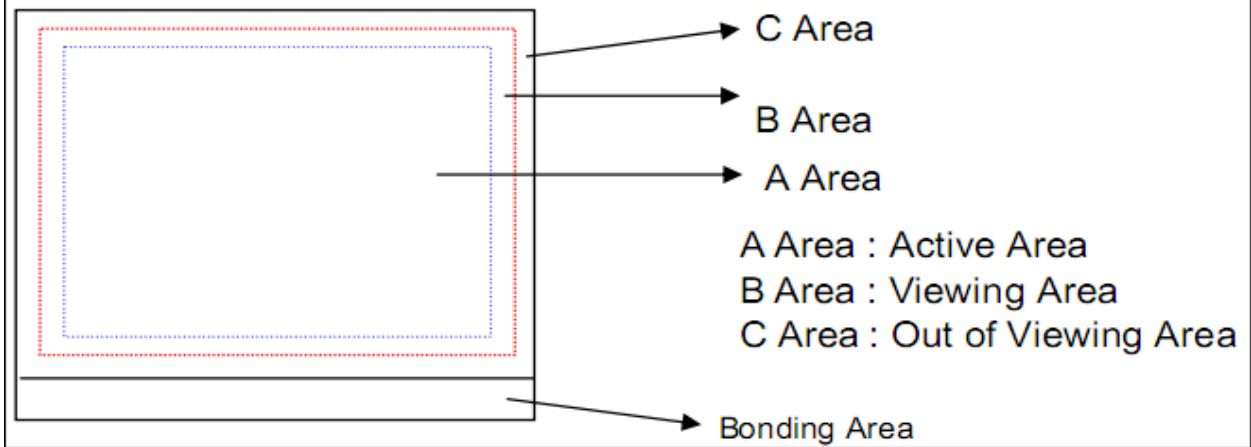 C Area
B Area
A Area
A Area : Active Area
B Area : Viewing Area
C Area : Out of Viewing Area
Bonding Area